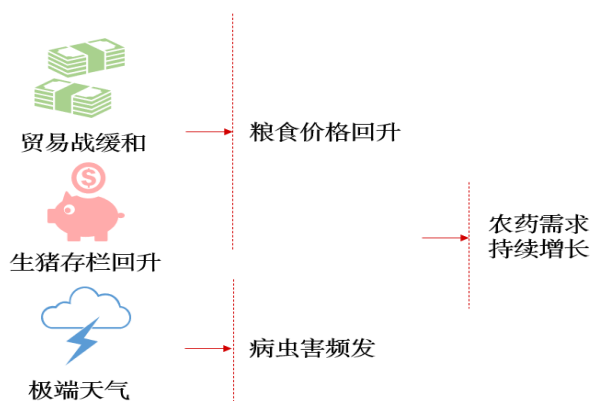 贸易战缓和
粮食价格回升
$
生猪存栏回升
农药需求
持续增长
极端天气
病虫害频发